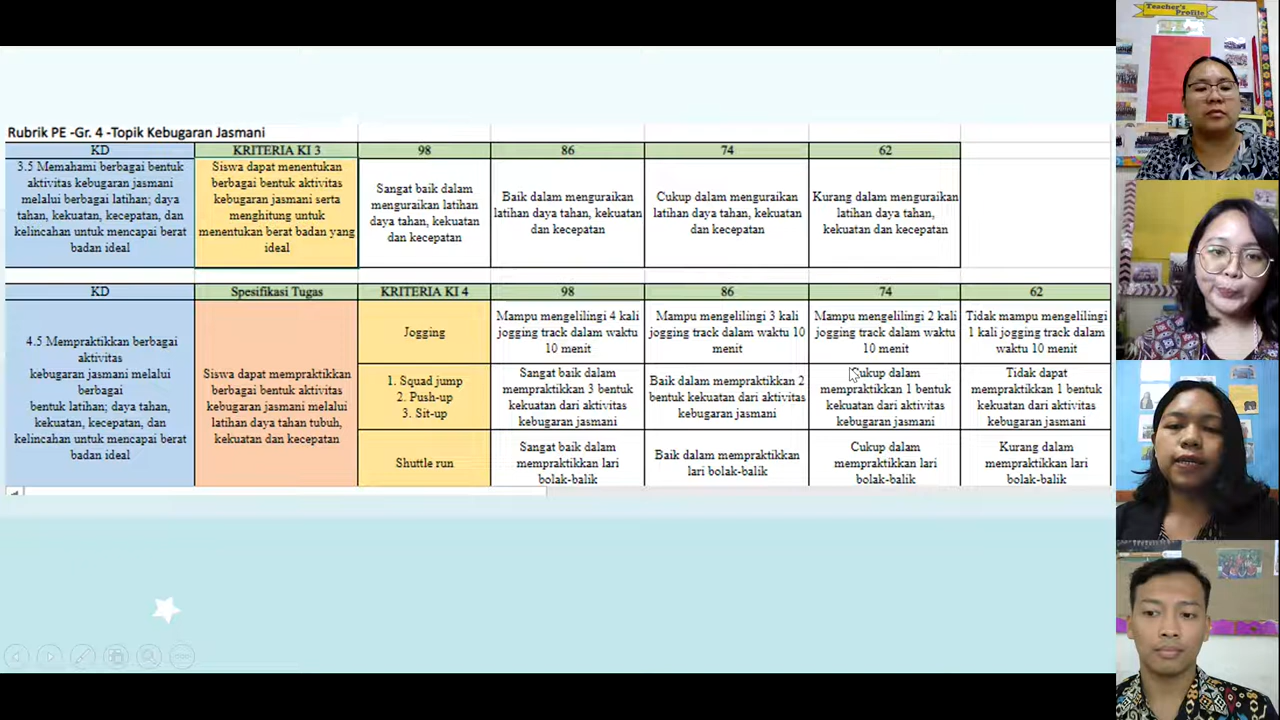 Teacher's
Profile
Rubrik PE -Gr. 4 -Topik Kebugaran Jasmani
KD
KRITERIA KI 3
98
86
74
62
3.5 Memahami berbagai bentuk
aktivitas kebugaran jasmani
melalui berbagai latihan; daya
tahan, kekuatan, kecepatan, dan
kelincahan untuk mencapai berat
badan ideal
Siswa dapat menentukan
berbagai bentuk aktivitas
kebugaran jasmani serta
menghitung untuk
menentukan berat badan yang
ideal
Sangat baik dalam
menguraikan latihan
daya tahan, kekuatan
dan kecepatan
Baik dalam menguraikan
latihan daya tahan, kekuatan
dan kecepatan
Cukup dalam menguraikan
latihan daya tahan, kekuatan
dan kecepatan
Kurang dalam menguraikan
latihan daya tahan,
kekuatan dan kecepatan
KD
Spesifikasi Tugas
KRITERIA KI 4
98
86
74
62
4.5 Mempraktikkan berbagai
aktivitas
kebugaran jasmani melalui
berbagai
bentuk latihan; daya tahan,
kekuatan, kecepatan, dan
kelincahan untuk mencapai berat
badan ideal
Siswa dapat mempraktikkan
berbagai bentuk aktivitas
kebugaran jasmani melalui
latihan daya tahan tubuh,
kekuatan dan kecepatan
Jogging
Mampu mengelilingi 4 kali
jogging track dalam waktu
10 menit
Mampu mengelilingi 3 kali
jogging track dalam waktu 10
menit
Mampu mengelilingi 2 kali
jogging track dalam waktu
10 menit
Tidak mampu mengelilingi
1 kali jogging track dalam
waktu 10 menit
1. Squad jump
2. Push-up
3. Sit-up
Sangat baik dalam
mempraktikkan 3 bentuk
kekuatan dari aktivitas
kebugaran jasmani
Baik dalam mempraktikkan 2
bentuk kekuatan dari aktivitas
kebugaran jasmani
Cukup dalam
mempraktikkan 1 bentuk
kekuatan dari aktivitas
kebugaran jasmani
Tidak dapat
mempraktikkan 1 bentuk
kekuatan dari aktivitas
kebugaran jasmani
Shuttle run
Sangat baik dalam
mempraktikkan lari
bolak-balik
Baik dalam mempraktikkan
lari bolak-balik
Cukup dalam
mempraktikkan lari
bolak-balik
Kurang dalam
mempraktikkan lari
bolak-balik